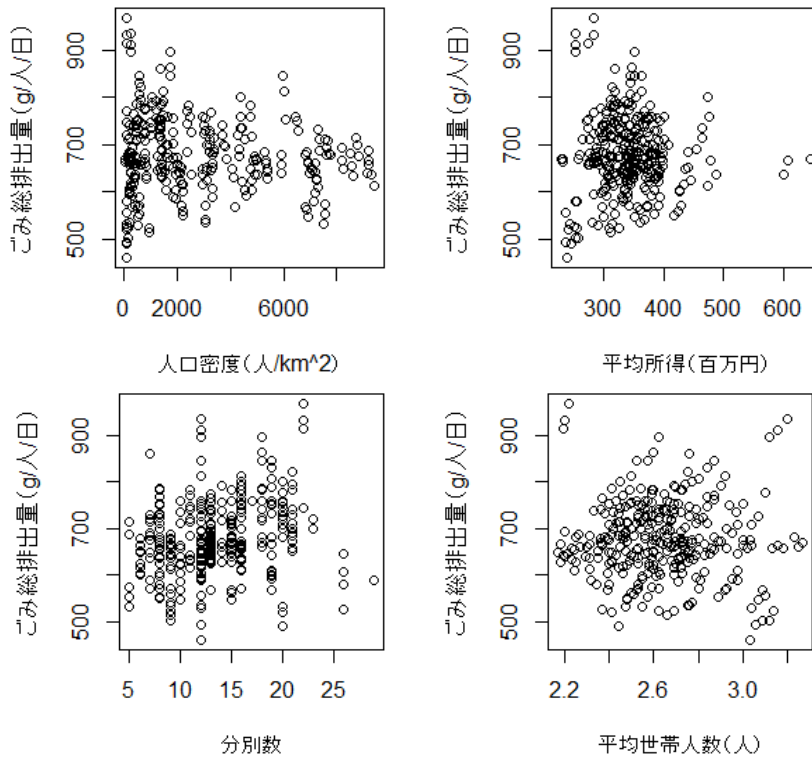 ごみ総排出量(g/人/日)
900
700
500
0 2000 6000
人口密度(人/km^2)
ごみ総排出量(g/人/日)
900
700
500
300 400 500 600
平均所得(百万円)
ごみ総排出量(g/人/日)
900
700
500
5 10 15 20 25
分別数
ごみ総排出量(g/人/日)
900
700
500
2.2 2.6 3.0
平均世帯人数(人)